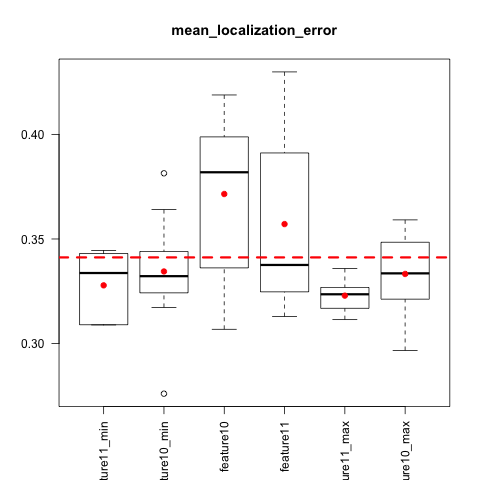 mean_localization_error
0.40
0.35
0.30
ture11_min
ture10_min
feature10
feature11
ure11_max
ure10_max